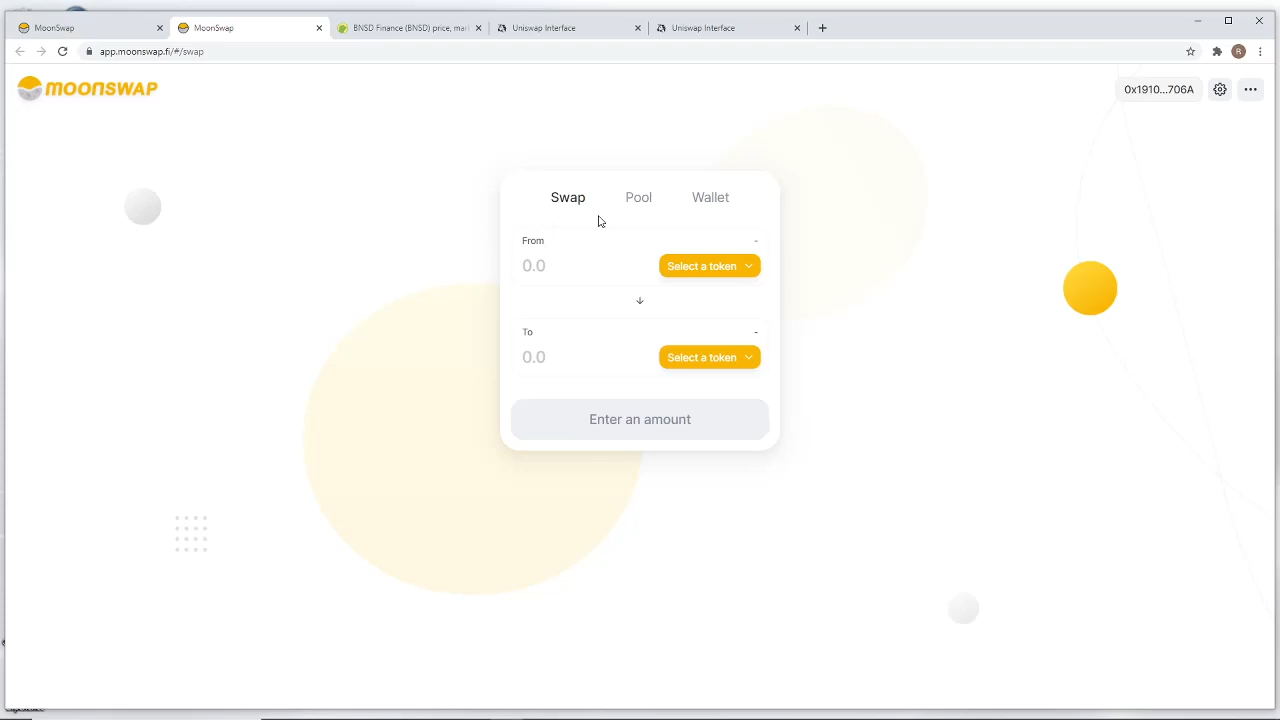 MoonSwap
MoonSwap
BNSD Finance (BNSD) price, mar
Uniswap Interface
Uniswap Interface
app.moonswap.fi/#/swap
R
MOONSWAP
0x1910...706A
Swap
Pool
Wallet
From
-
0.0
Select a token
To
-
0.0
Select a token
Enter an amount